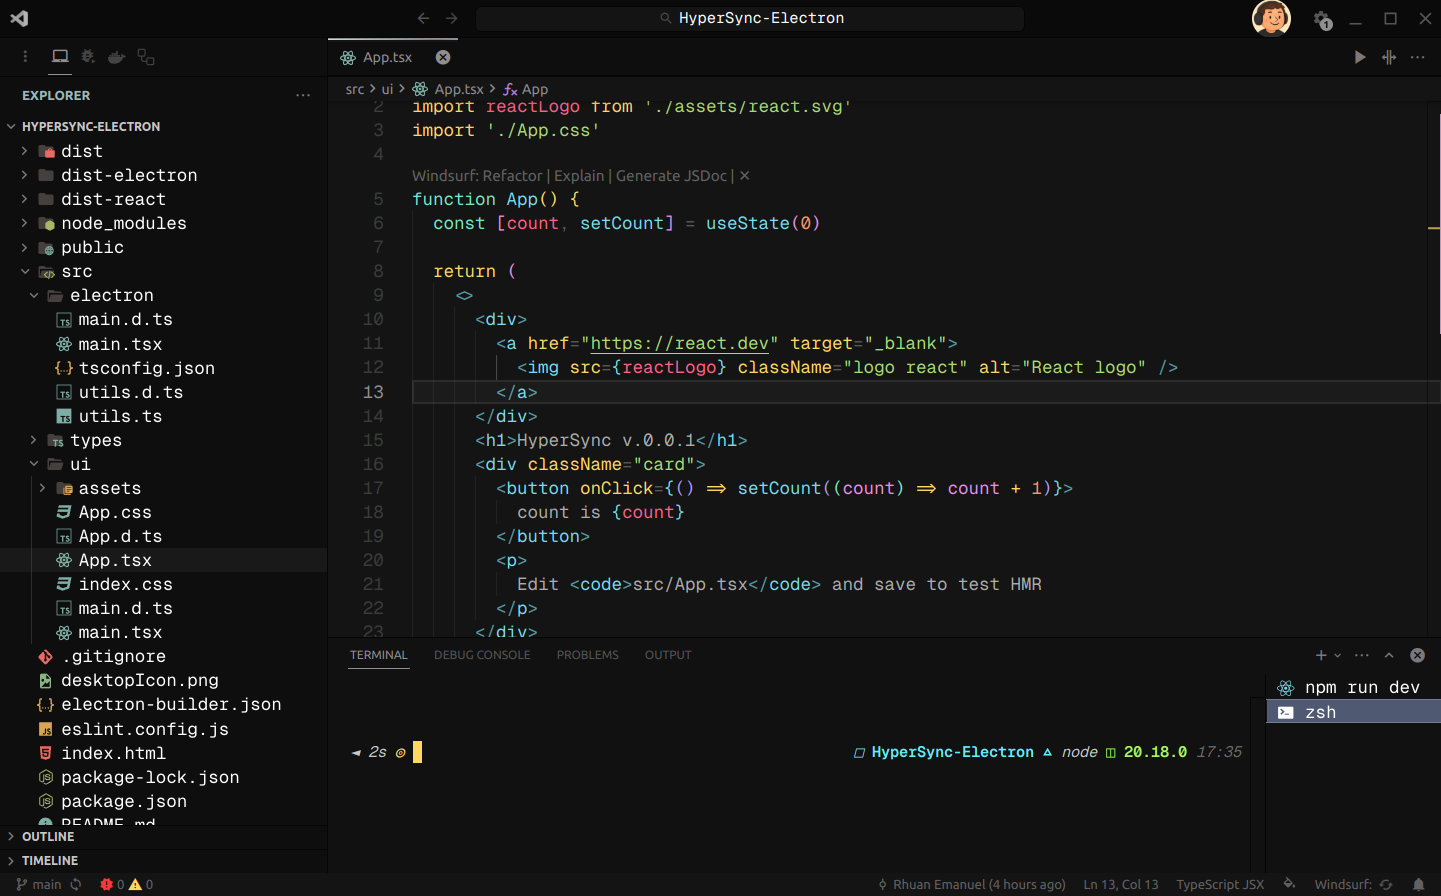 HyperSync-Electron
1
App.tsx
EXPLORER
HYPERSYNC-ELECTRON
dist
dist-electron
dist-react
node_modules
public
src
electron
main.d.ts
main.tsx
tsconfig.json
utils.d.ts
utils.ts
types
ui
assets
App.css
App.d.ts
App.tsx
index.css
main.d.ts
main.tsx
.gitignore
desktopIcon.png
electron-builder.json
eslint.config.js
index.html
package-lock.json
package.json
README.md
OUTLINE
TIMELINE
src > ui > App.tsx > App
2 import reactLogo from './assets/react.svg'
3 import './App.css'
4
Windsurf: Refactor | Explain | Generate JSDoc | ×
5 function App() {
6 const [count, setCount] = useState(0)
7
8 return (
9 <>
10 <div>
11 <a href="https://react.dev" target="_blank">
12 <img src={reactLogo} className="logo react" alt="React logo" />
13 </a>
14 </div>
15 <h1>HyperSync v.0.0.1</h1>
16 <div className="card">
17 <button onClick={() => setCount((count) => count + 1)}>
18 count is {count}
19 </button>
20 <p>
21 Edit <code>src/App.tsx</code> and save to test HMR
22 </p>
23 </div>
TERMINAL DEBUG CONSOLE PROBLEMS OUTPUT
npm run dev
zsh
2s
HyperSync-Electron node 20.18.0 17:35
main 0 0
Rhuan Emanuel (4 hours ago) Ln 13, Col 13 TypeScript JSX Windsurf: